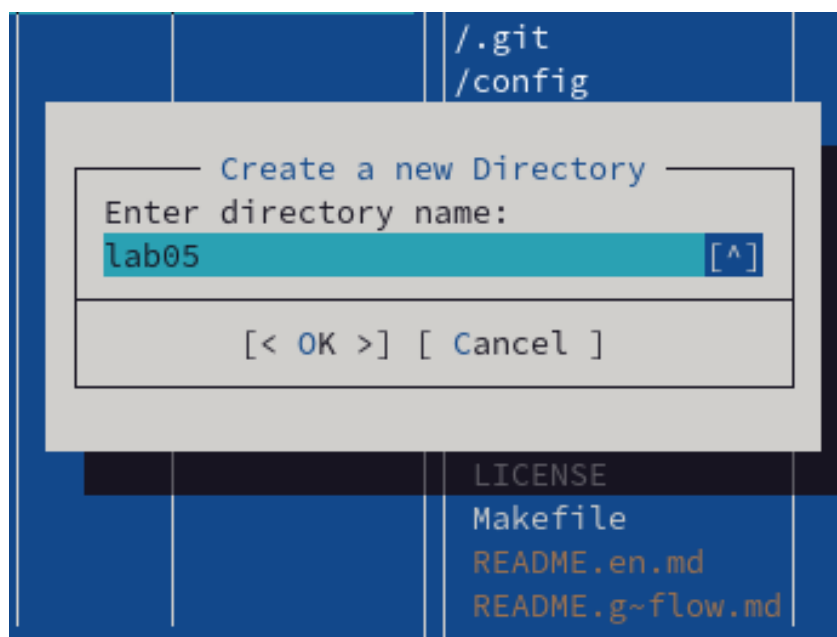 /.git
/config
Create a new Directory
Enter directory name:
lab05 [^]
[< OK >] [ Cancel ]
LICENSE
Makefile
README.en.md
README.g~flow.md